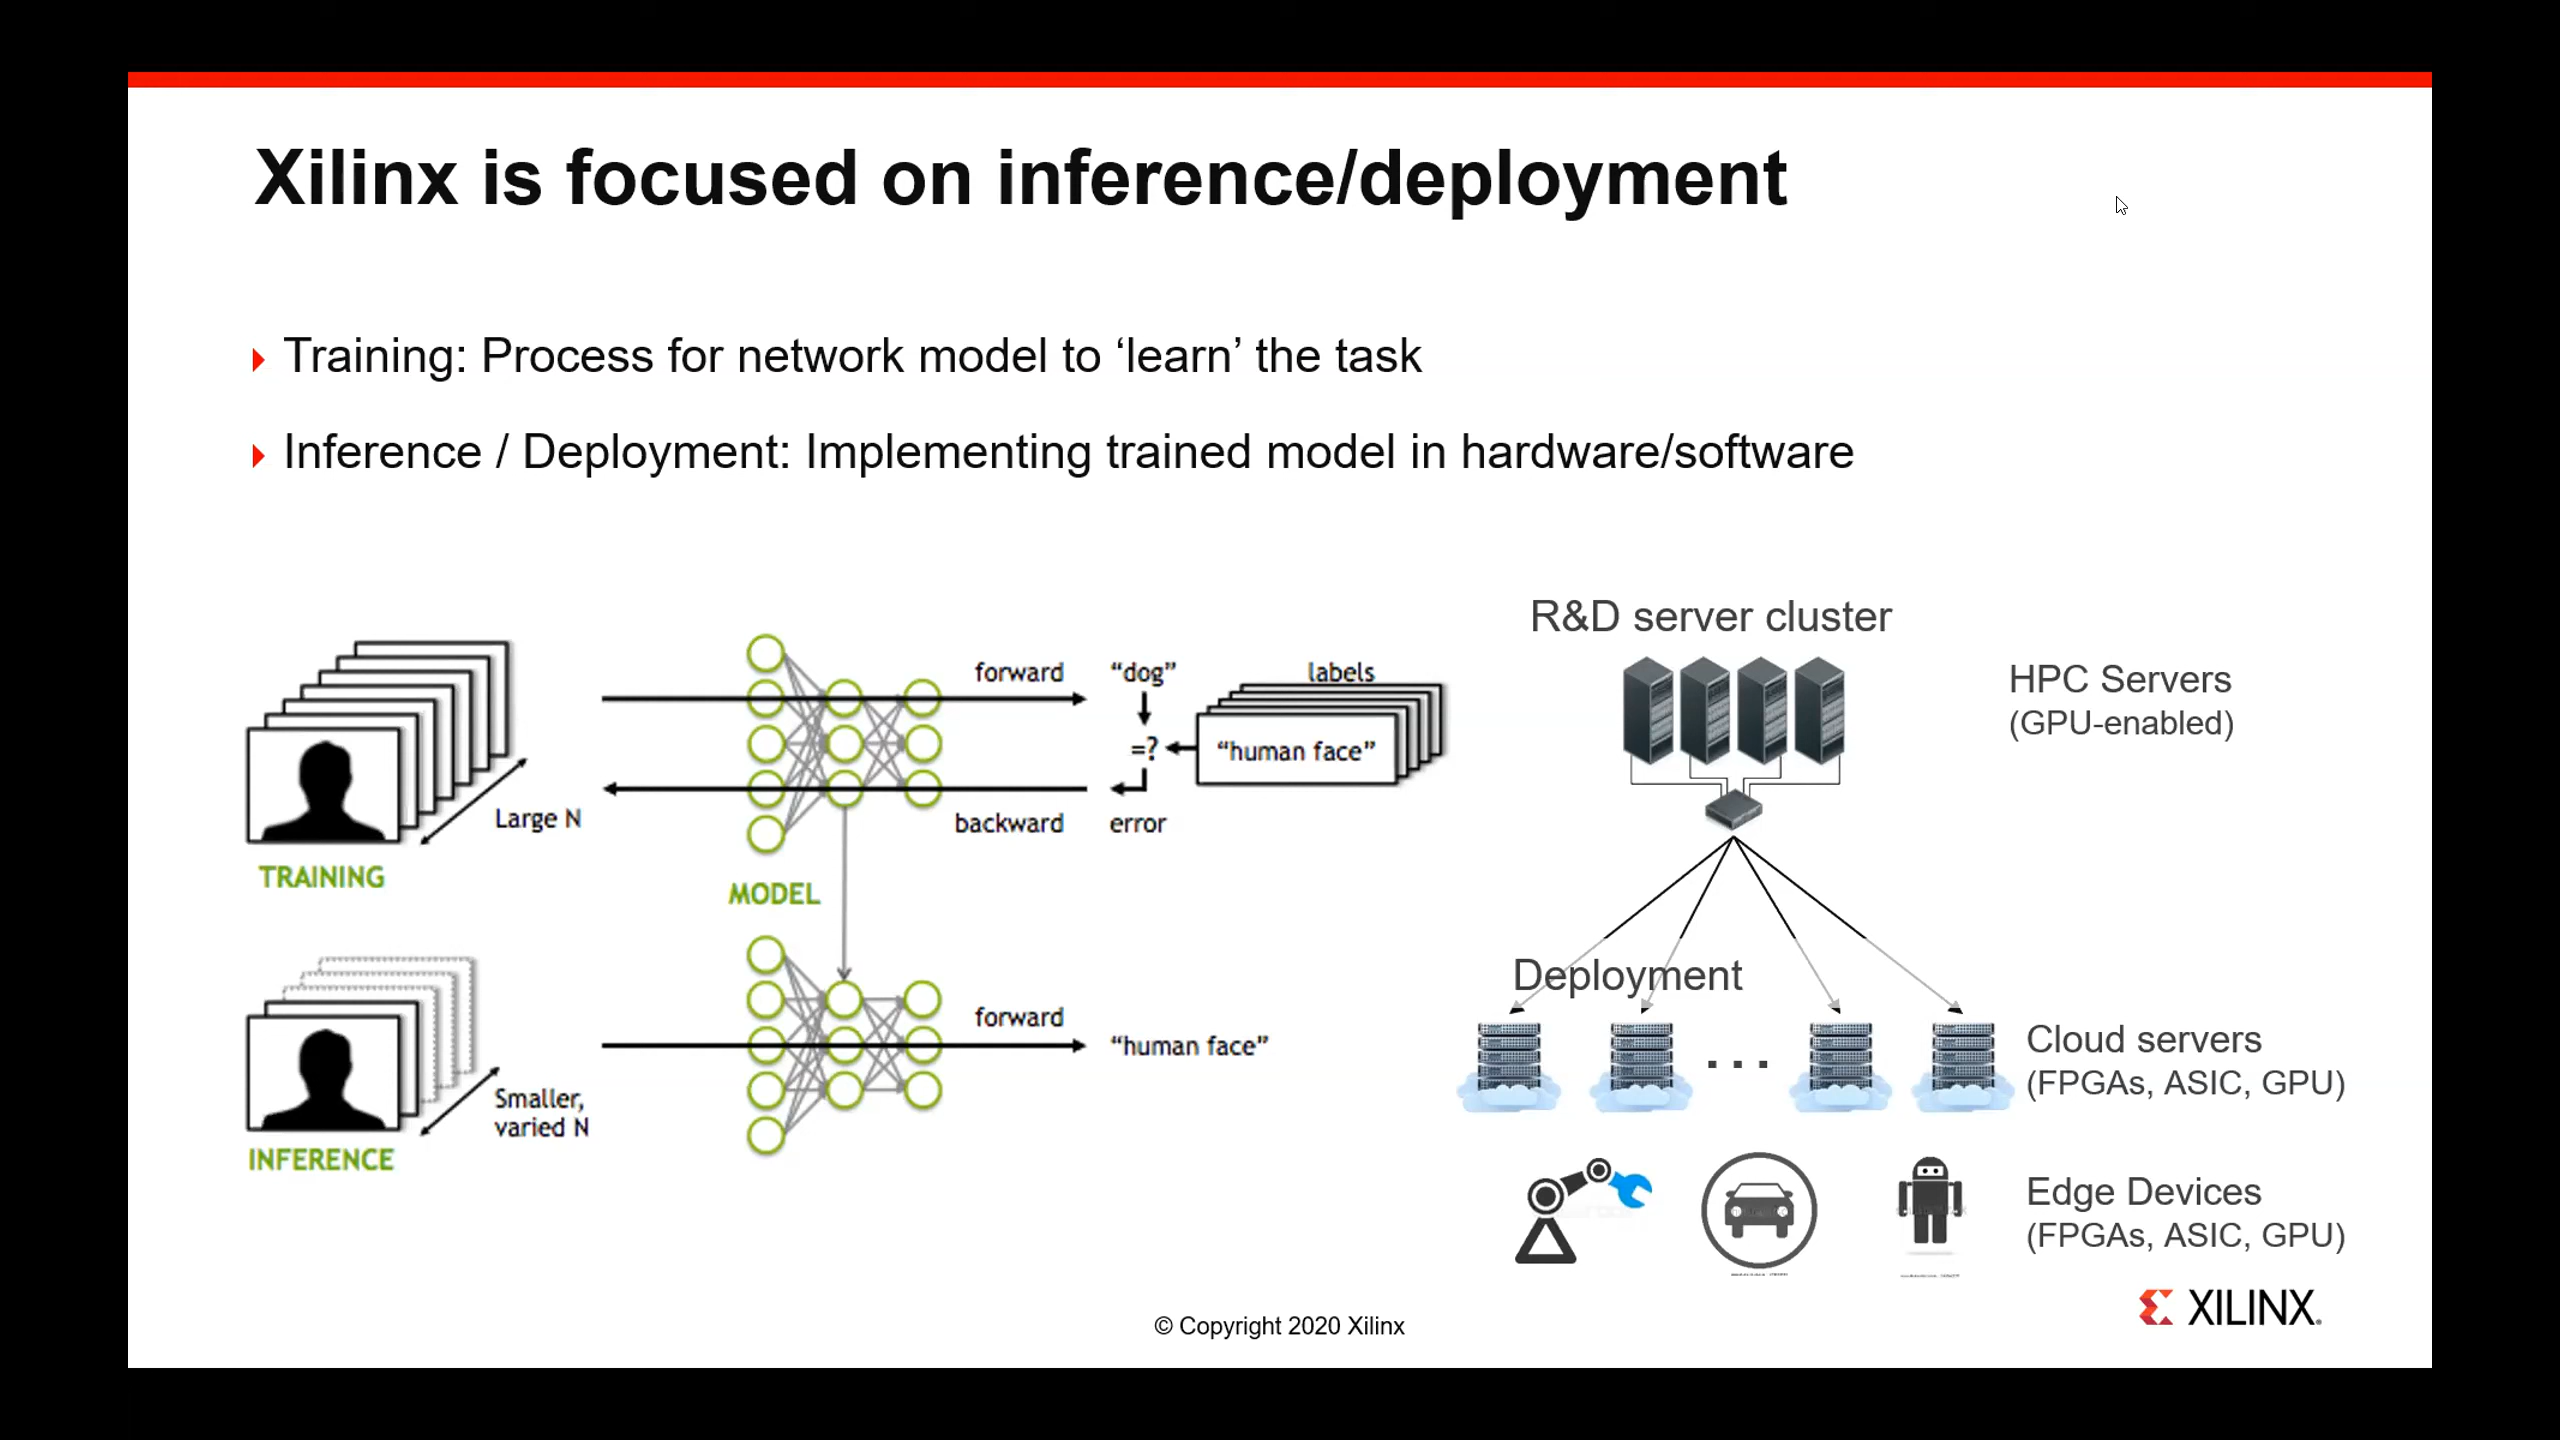 Xilinx is focused on inference/deployment
Training: Process for network model to ‘learn’ the task
Inference / Deployment: Implementing trained model in hardware/software
Large N
TRAINING
MODEL
forward
“dog”
=?
labels
“human face”
backward
error
Smaller,
varied N
INFERENCE
forward
“human face”
R&D server cluster
HPC Servers
(GPU-enabled)
Deployment
...
Cloud servers
(FPGAs, ASIC, GPU)
Edge Devices
(FPGAs, ASIC, GPU)
© Copyright 2020 Xilinx
XILINX.